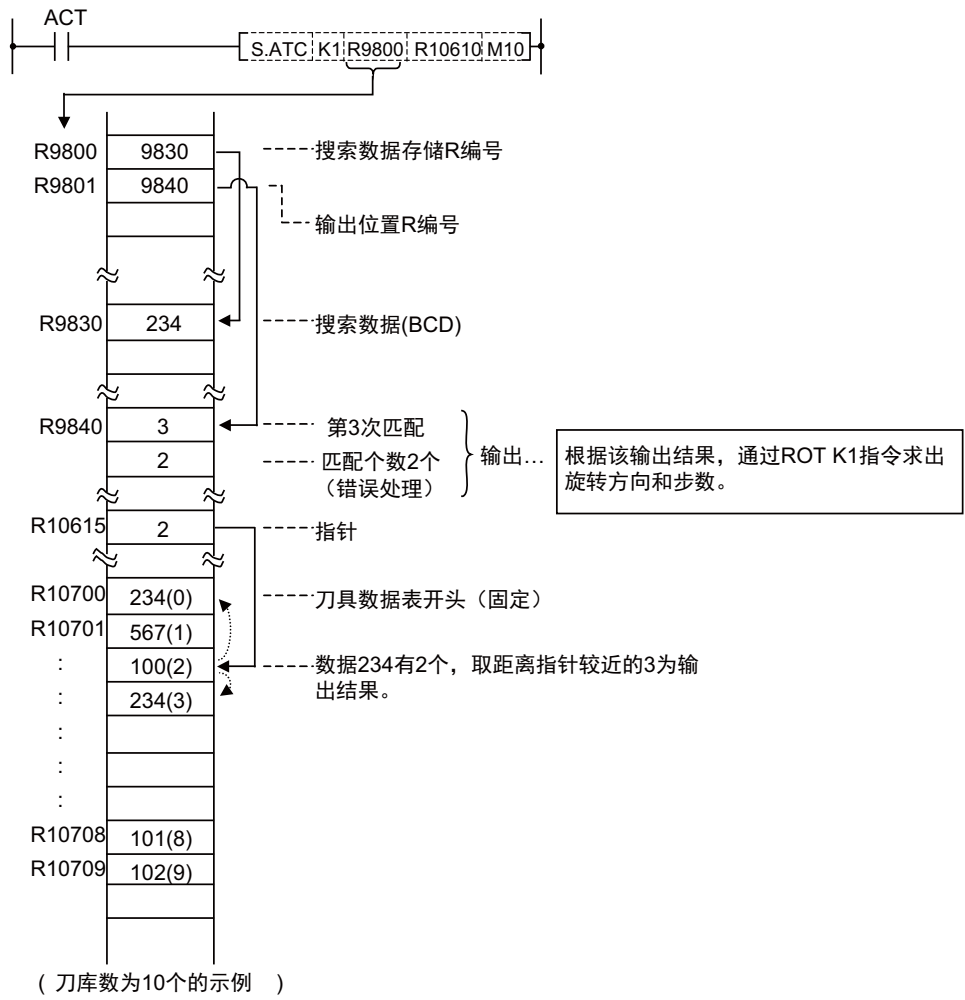 ACT
S.ATC K1 R9800 R10610 M10
R9800 9830 搜索数据存储R编号
R9801 9840
输出位置R编号
R9830 234 搜索数据(BCD)
R9840 3 第3次匹配
2 匹配个数2个
（错误处理）
输出…
根据该输出结果，通过ROT K1指令求出
旋转方向和步数。
R10615 2 指针
R10700 234(0) 刀具数据表开头（固定）
R10701 567(1)
: 100(2) 数据234有2个，取距离指针较近的3为输
出结果。
: 234(3)
:
:
:
R10708 101(8)
R10709 102(9)
( 刀库数为10个的示例 )